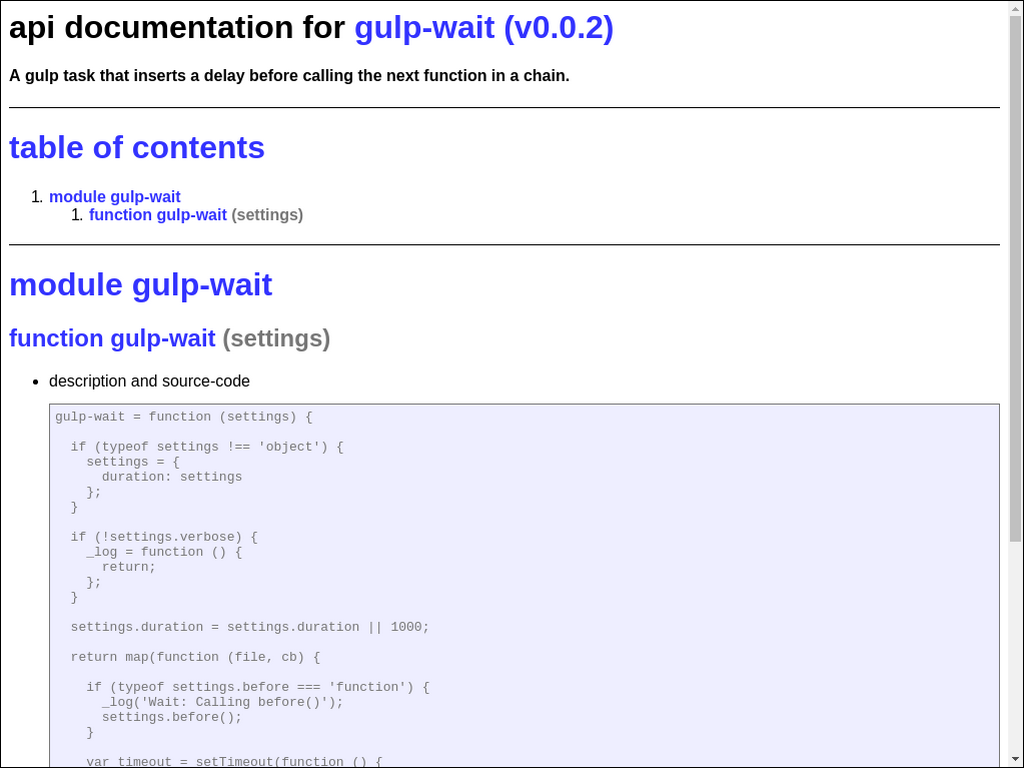 api documentation for gulp-wait (v0.0.2)
A gulp task that inserts a delay before calling the next function in a chain.
table of contents
1. module gulp-wait
1. function gulp-wait (settings)
module gulp-wait
function gulp-wait (settings)
• description and source-code
gulp-wait = function (settings) {
if (typeof settings !== 'object') {
settings = {
duration: settings
};
}
if (!settings.verbose) {
_log = function () {
return;
};
}
settings.duration = settings.duration || 1000;
return map(function (file, cb) {
if (typeof settings.before === 'function') {
_log('Wait: Calling before()');
settings.before();
}
var timeout = setTimeout(function () {